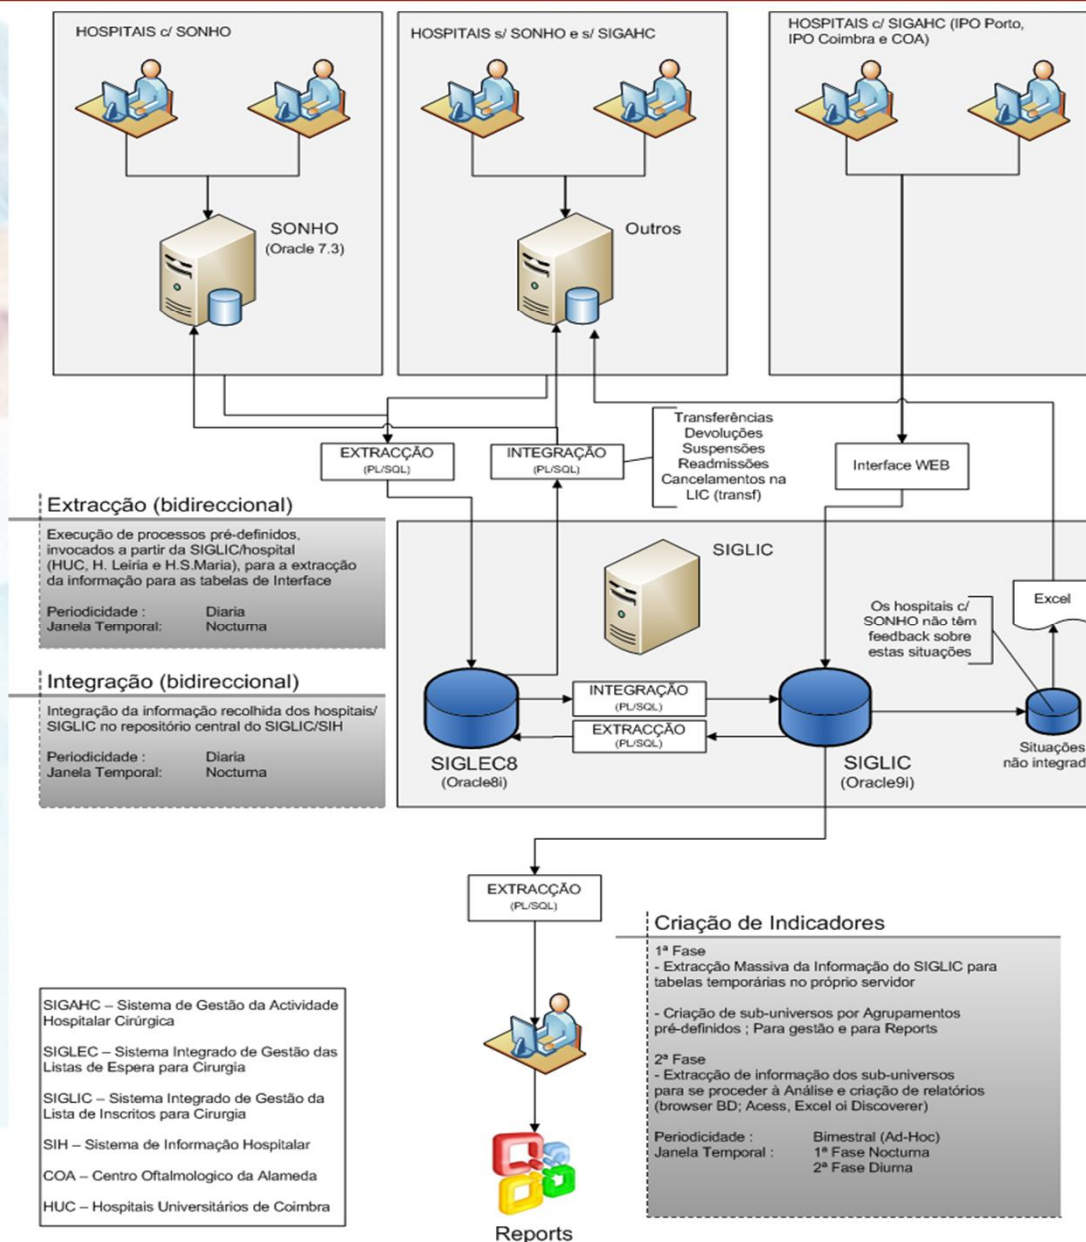 HOSPITAIS c/ SONHO
SONHO
(Oracle 7.3)
HOSPITAIS s/ SONHO e s/ SIGAHC
Outros
HOSPITAIS c/ SIGAHC (IPO Porto,
IPO Coimbra e COA)
EXTRACÇÃO
(PL/SQL)
INTEGRAÇÃO
(PL/SQL)
Transferências
Devoluções
Suspensões
Readmissões
Cancelamentos na
LIC (transf)
Interface WEB
Extracção (bidireccional)
Execução de processos pré-definidos,
invocados a partir da SIGLIC/hospital
(HUC, H. Leiria e H.S.Maria), para a extracção
da informação para as tabelas de Interface
Periodicidade : Diaria
Janela Temporal: Nocturna
Integração (bidireccional)
Integração da informação recolhida dos hospitais/
SIGLIC no repositório central do SIGLIC/SIH
Periodicidade : Diaria
Janela Temporal: Nocturna
SIGLIC
Os hospitais c/
SONHO não têm
feedback sobre
estas situações
Excel
INTEGRAÇÃO
(PL/SQL)
EXTRACÇÃO
(PL/SQL)
SIGLEC8
(Oracle8i)
SIGLIC
(Oracle9i)
Situações
não integrad
EXTRACÇÃO
(PL/SQL)
Reports
Criação de Indicadores
1ª Fase
- Extracção Massiva da Informação do SIGLIC para
tabelas temporárias no próprio servidor
- Criação de sub-universos por Agrupamentos
pré-definidos ; Para gestão e para Reports
2ª Fase
- Extracção de informação dos sub-universos
para se proceder à Análise e criação de relatórios
(browser BD; Acess, Excel oi Discoverer)
Periodicidade : Bimestral (Ad-Hoc)
Janela Temporal : 1ª Fase Nocturna
2ª Fase Diurna
SIGAHC – Sistema de Gestão da Actividade
Hospitalar Cirúrgica
SIGLEC – Sistema Integrado de Gestão das
Listas de Espera para Cirurgia
SIGLIC – Sistema Integrado de Gestão da
Lista de Inscritos para Cirurgia
SIH – Sistema de Informação Hospitalar
COA – Centro Oftalmologico da Alameda
HUC – Hospitais Universitários de Coimbra